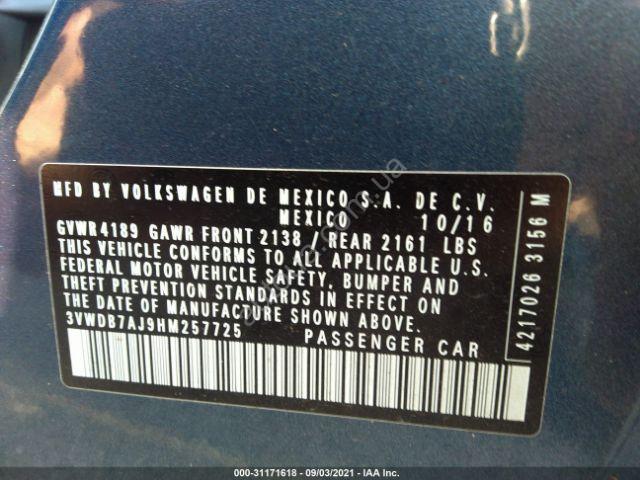 MFD BY VOLKSWAGEN DE MEXICO S.A. DE C.V.
MEXICO 10/16
GVWR 4189 GAWR FRONT 2138 / REAR 2161 LBS
THIS VEHICLE CONFORMS TO ALL APPLICABLE U.S.
FEDERAL MOTOR VEHICLE SAFETY, BUMPER AND
THEFT PREVENTION STANDARDS IN EFFECT ON
THE DATE OF MANUFACTURE SHOWN ABOVE.
3VWDB7AJ9HM257725 PASSENGER CAR
4217026 3156 M
000-31171618 - 09/03/2021 - IAA Inc.